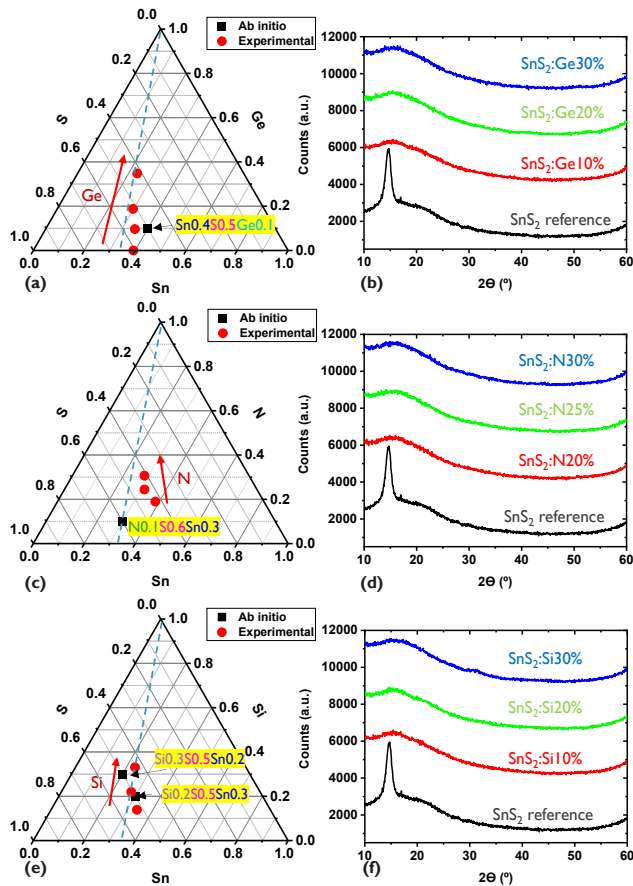 Ab initio
Experimental
0.0
0.2
0.4
0.6
0.8
1.0
S
1.0
0.8
0.6
0.4
0.2
0.0
Ge
Ge
Sn0.4S0.5Ge0.1
0.0 0.2 0.4 0.6 0.8 1.0
Sn
(a)
12000
10000
8000
6000
4000
2000
Counts (a.u.)
SnS2:Ge30%
SnS2:Ge20%
SnS2:Ge10%
SnS2 reference
10 20 30 40 50 60
2Θ (º)
(b)
Ab initio
Experimental
0.0
0.2
0.4
0.6
0.8
1.0
S
1.0
0.8
0.6
0.4
0.2
0.0
N
N
N0.1S0.6Sn0.3
0.0 0.2 0.4 0.6 0.8 1.0
Sn
(c)
12000
10000
8000
6000
4000
2000
Counts (a.u.)
SnS2:N30%
SnS2:N25%
SnS2:N20%
SnS2 reference
10 20 30 40 50 60
2Θ (º)
(d)
Ab initio
Experimental
0.0
0.2
0.4
0.6
0.8
1.0
S
1.0
0.8
0.6
0.4
0.2
0.0
Si
Si
Si0.3S0.5Sn0.2
Si0.2S0.5Sn0.3
0.0 0.2 0.4 0.6 0.8 1.0
Sn
(e)
12000
10000
8000
6000
4000
2000
Counts (a.u.)
SnS2:Si30%
SnS2:Si20%
SnS2:Si10%
SnS2 reference
10 20 30 40 50 60
2Θ (º)
(f)